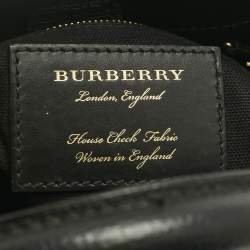 BURBERRY
London, England
House Check Fabric
Woven in England